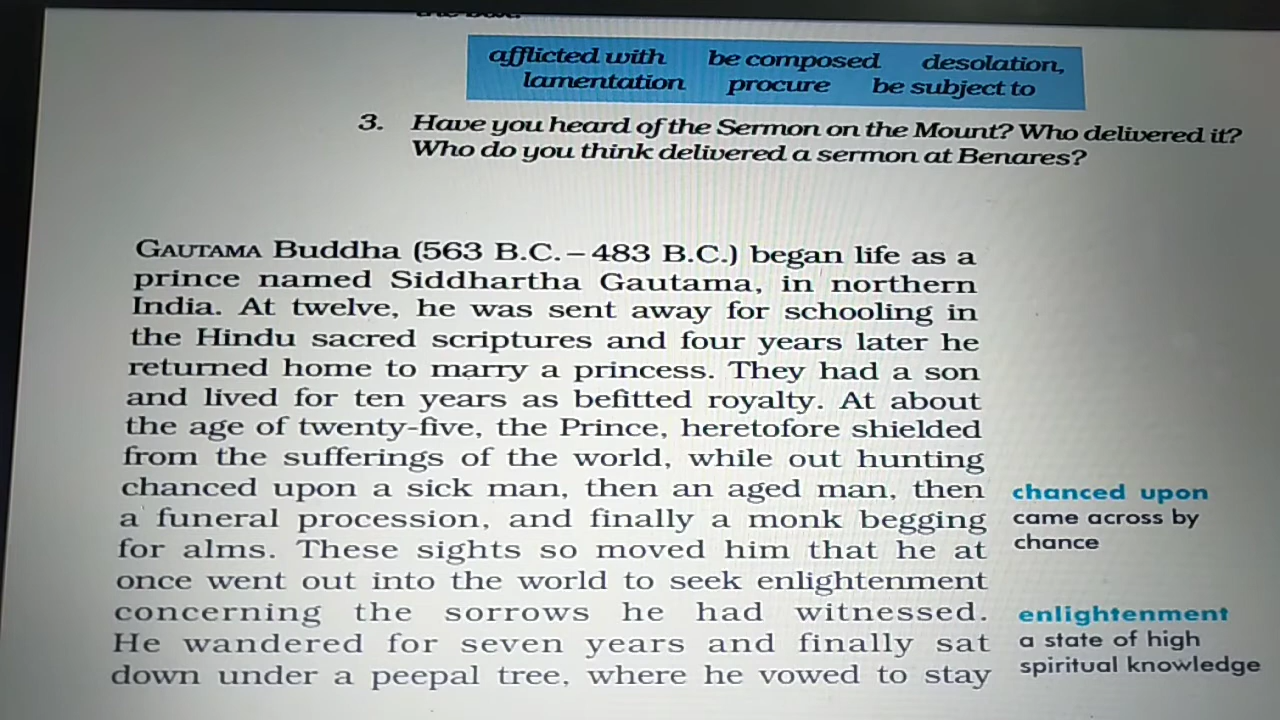 afflicted with be composed desolation,
lamentation procure be subject to
3. Have you heard of the Sermon on the Mount? Who delivered it?
Who do you think delivered a sermon at Benares?
GAUTAMA Buddha (563 B.C. – 483 B.C.) began life as a
prince named Siddhartha Gautama, in northern
India. At twelve, he was sent away for schooling in
the Hindu sacred scriptures and four years later he
returned home to marry a princess. They had a son
and lived for ten years as befitted royalty. At about
the age of twenty-five, the Prince, heretofore shielded
from the sufferings of the world, while out hunting
chanced upon a sick man, then an aged man, then
a funeral procession, and finally a monk begging
for alms. These sights so moved him that he at
once went out into the world to seek enlightenment
concerning the sorrows he had witnessed.
He wandered for seven years and finally sat
down under a peepal tree, where he vowed to stay
chanced upon
came across by
chance
enlightenment
a state of high
spiritual knowledge